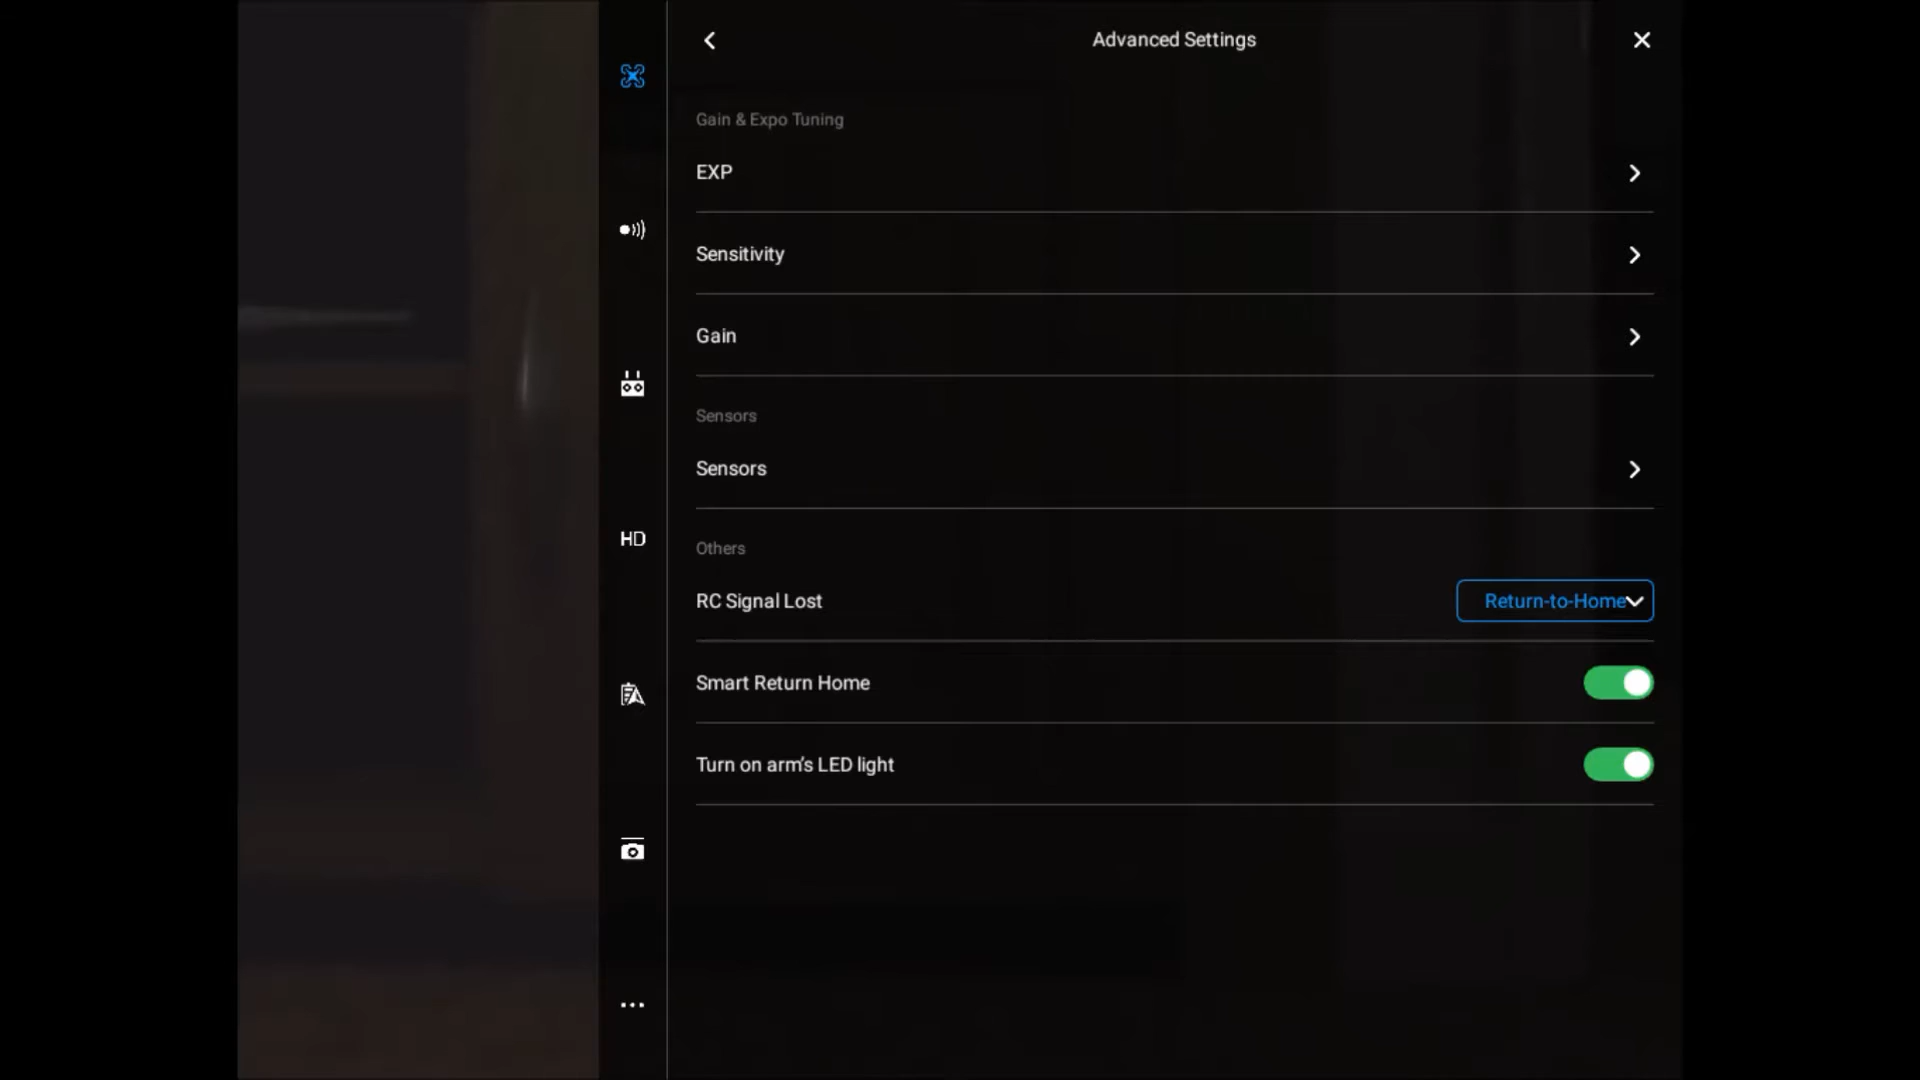 Advanced Settings
Gain & Expo Tuning
EXP
Sensitivity
Gain
Sensors
Sensors
HD
Others
RC Signal Lost
Return-to-Home
Smart Return Home
Turn on arm's LED light